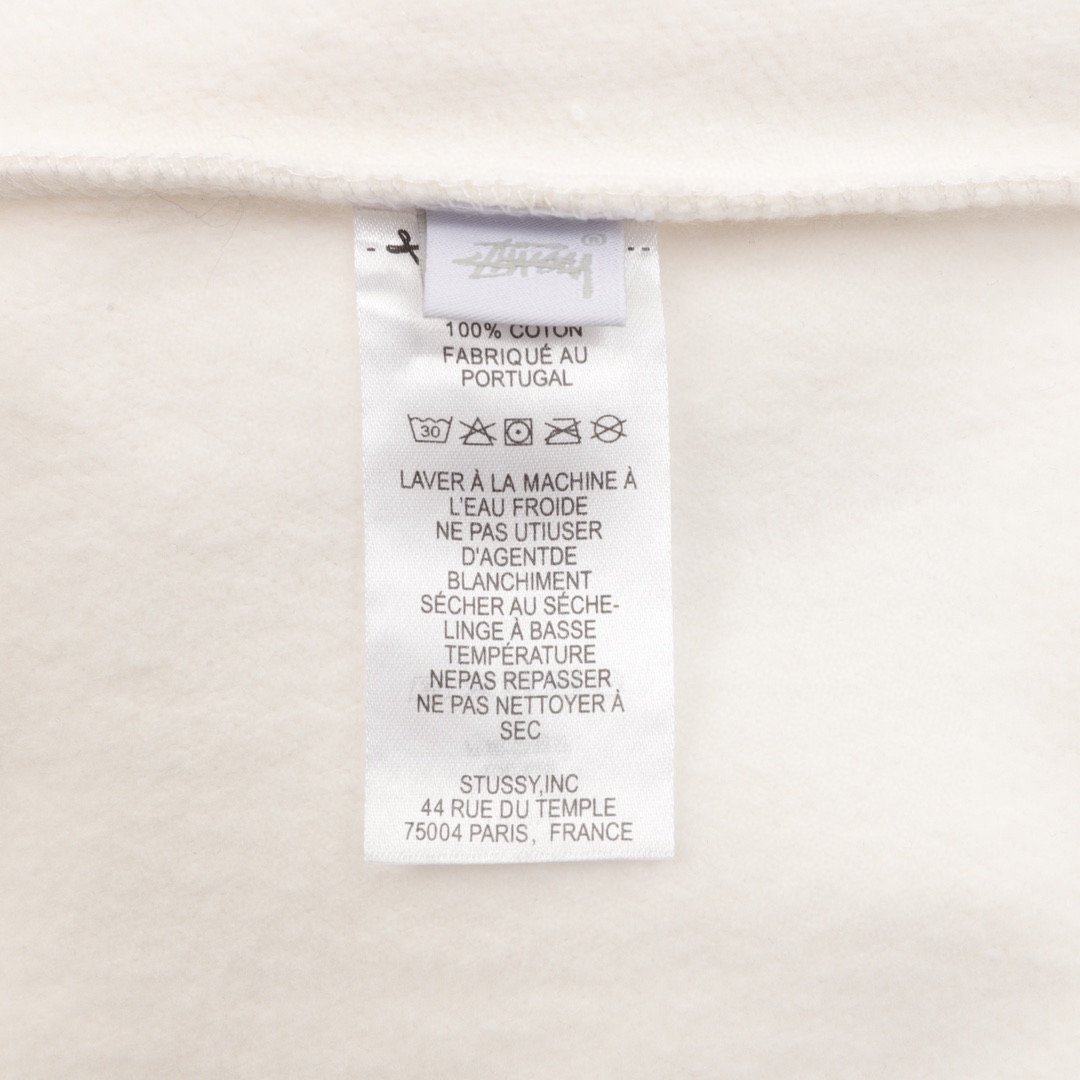 100% COTON
FABRIQUÉ AU
PORTUGAL
30
LAVER À LA MACHINE À
L'EAU FROIDE
NE PAS UTIUSER
D'AGENTDE
BLANCHIMENT
SÉCHER AU SÉCHE-
LINGE À BASSE
TEMPÉRATURE
NEPAS REPASSER
NE PAS NETTOYER À
SEC
STUSSY,INC
44 RUE DU TEMPLE
75004 PARIS, FRANCE